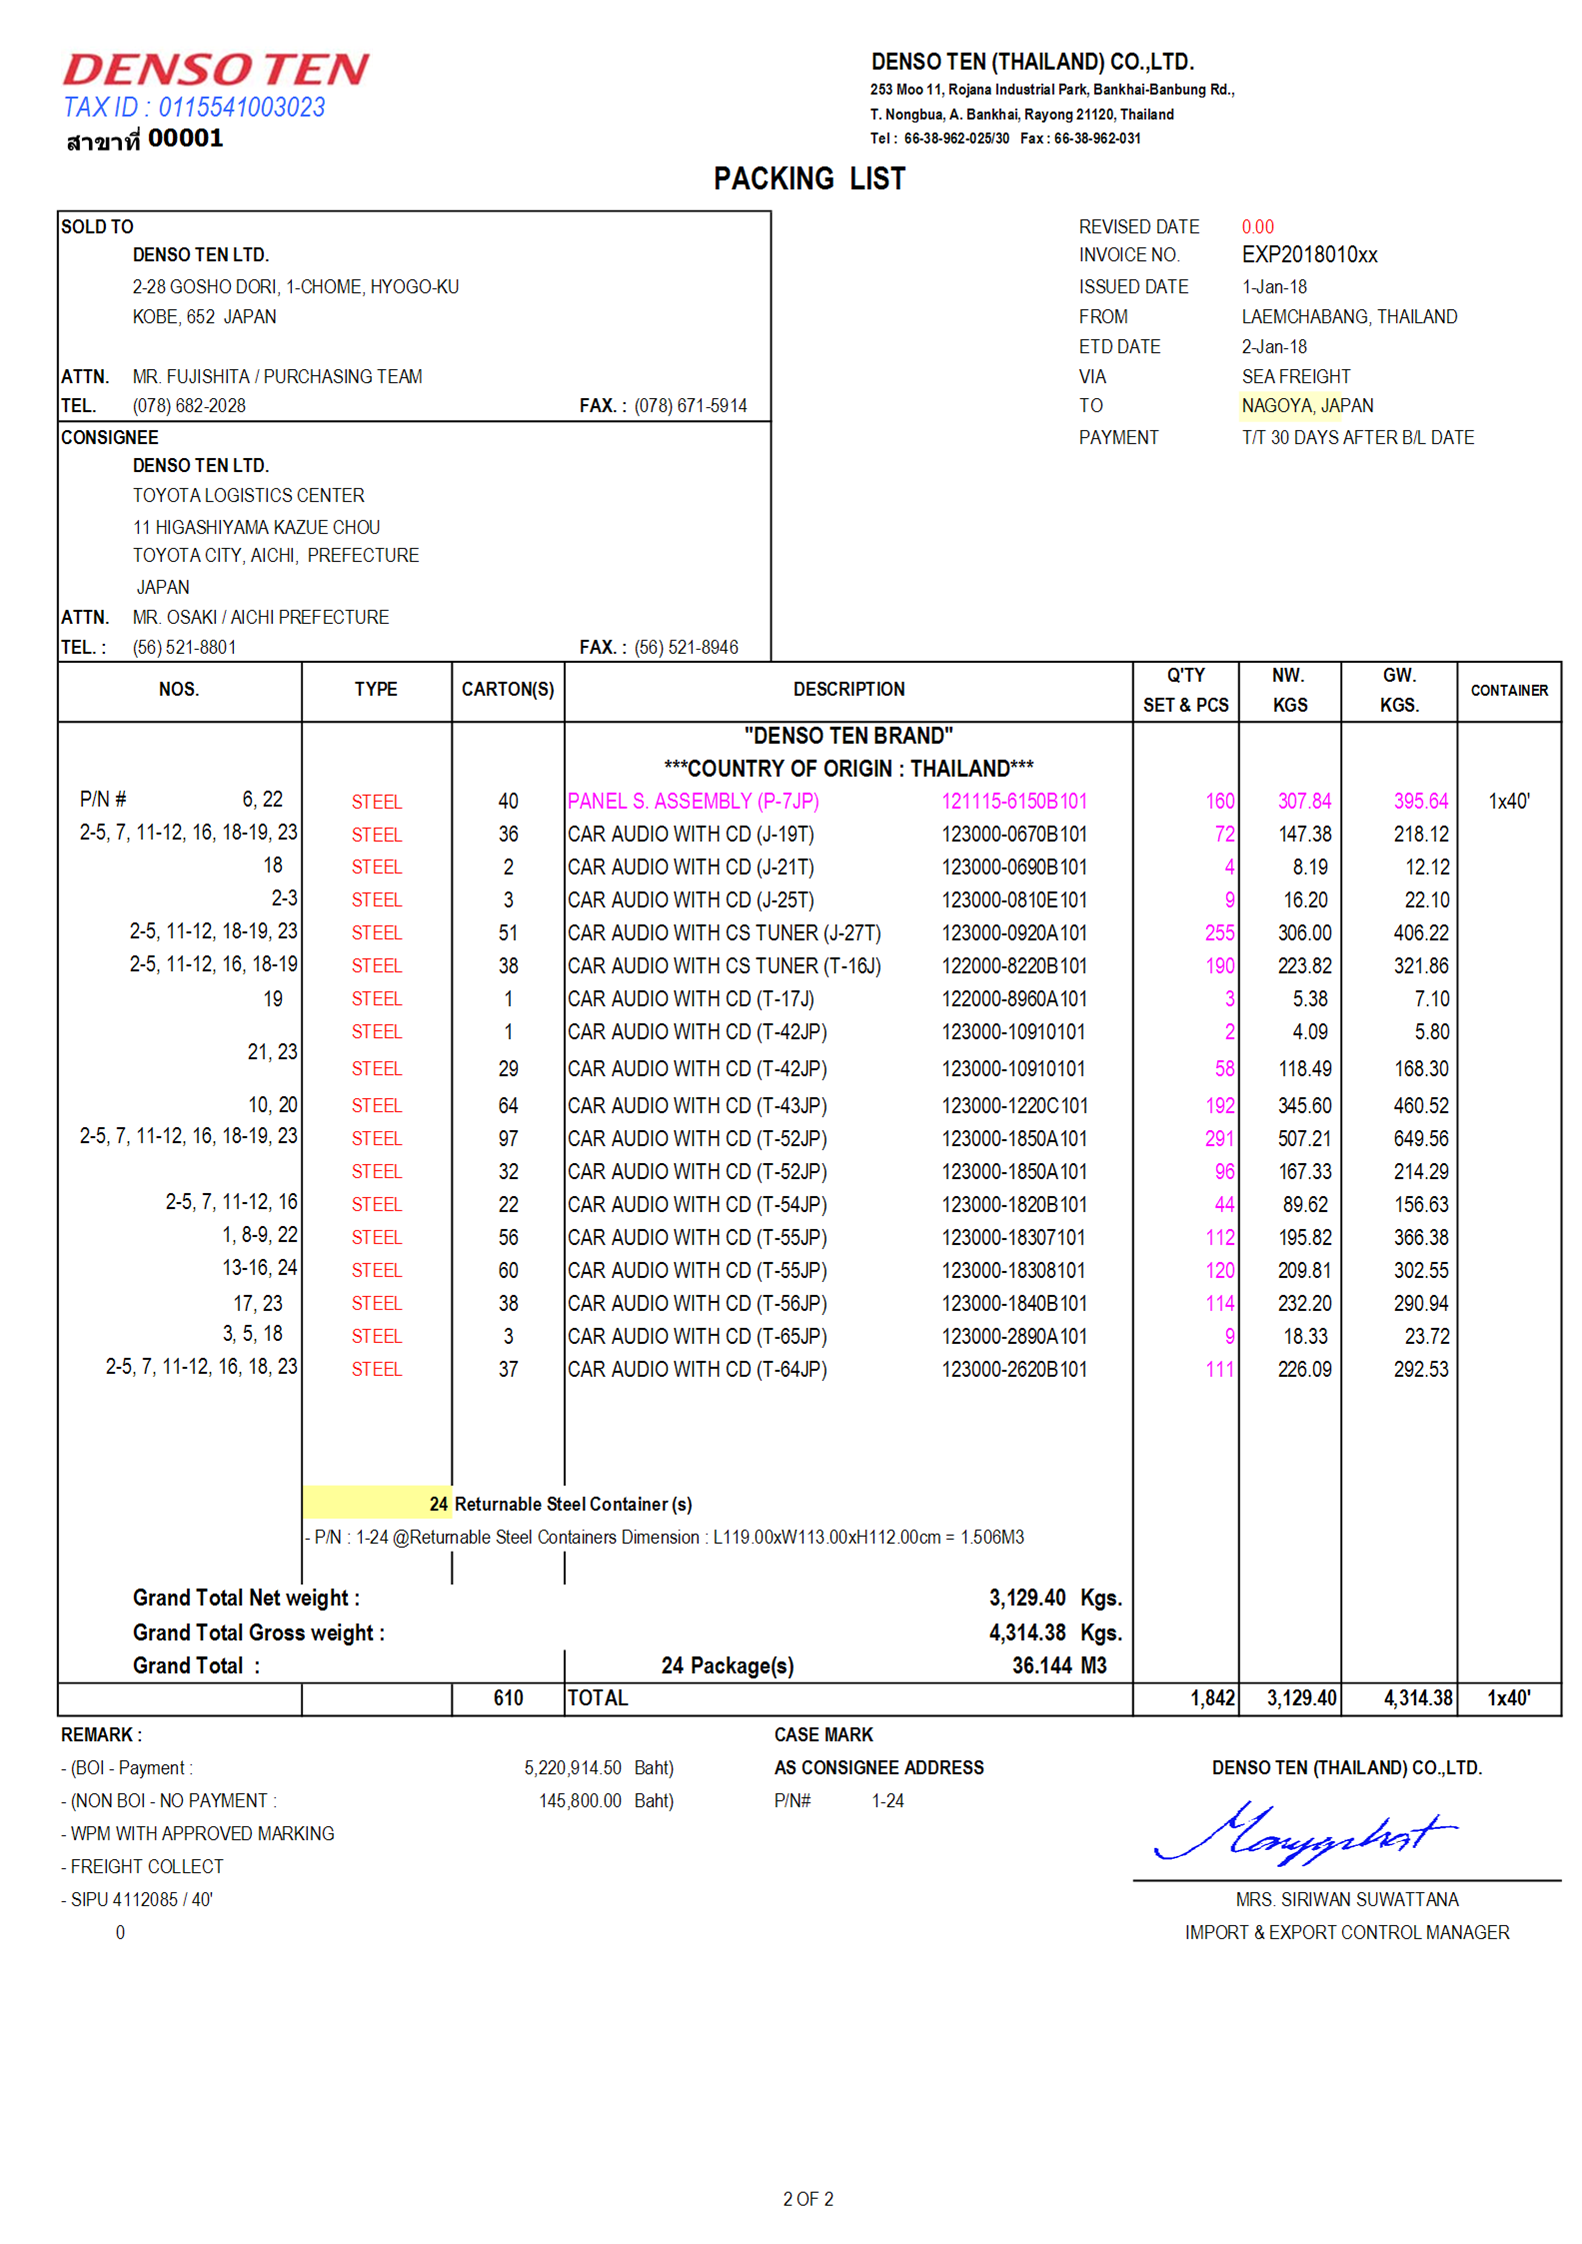 DENSO TEN
TAX ID : 0115541003023
สาขาที่ 00001
DENSO TEN (THAILAND) CO.,LTD.
253 Moo 11, Rojana Industrial Park, Bankhai-Banbung Rd.,
T. Nongbua, A. Bankhai, Rayong 21120, Thailand
Tel : 66-38-962-025/30 Fax : 66-38-962-031
PACKING LIST
SOLD TO
DENSO TEN LTD.
2-28 GOSHO DORI, 1-CHOME, HYOGO-KU
KOBE, 652 JAPAN
ATTN. MR. FUJISHITA / PURCHASING TEAM
TEL. (078) 682-2028 FAX. : (078) 671-5914
REVISED DATE 0.00
INVOICE NO. EXP2018010xx
ISSUED DATE 1-Jan-18
FROM LAEMCHABANG, THAILAND
ETD DATE 2-Jan-18
VIA SEA FREIGHT
TO NAGOYA, JAPAN
PAYMENT T/T 30 DAYS AFTER B/L DATE
CONSIGNEE
DENSO TEN LTD.
TOYOTA LOGISTICS CENTER
11 HIGASHIYAMA KAZUE CHOU
TOYOTA CITY, AICHI, PREFECTURE
JAPAN
ATTN. MR. OSAKI / AICHI PREFECTURE
TEL. : (56) 521-8801 FAX. : (56) 521-8946
NOS. TYPE CARTON(S) DESCRIPTION Q'TY SET & PCS NW. KGS GW. KGS. CONTAINER
"DENSO TEN BRAND"
***COUNTRY OF ORIGIN : THAILAND***
P/N # 6, 22 STEEL 40 PANEL S. ASSEMBLY (P-7JP) 121115-6150B101 160 307.84 395.64 1x40'
2-5, 7, 11-12, 16, 18-19, 23 STEEL 36 CAR AUDIO WITH CD (J-19T) 123000-0670B101 72 147.38 218.12
18 STEEL 2 CAR AUDIO WITH CD (J-21T) 123000-0690B101 4 8.19 12.12
2-3 STEEL 3 CAR AUDIO WITH CD (J-25T) 123000-0810E101 9 16.20 22.10
2-5, 11-12, 18-19, 23 STEEL 51 CAR AUDIO WITH CS TUNER (J-27T) 123000-0920A101 255 306.00 406.22
2-5, 11-12, 16, 18-19 STEEL 38 CAR AUDIO WITH CS TUNER (T-16J) 122000-8220B101 190 223.82 321.86
19 STEEL 1 CAR AUDIO WITH CD (T-17J) 122000-8960A101 3 5.38 7.10
STEEL 1 CAR AUDIO WITH CD (T-42JP) 123000-10910101 2 4.09 5.80
21, 23 STEEL 29 CAR AUDIO WITH CD (T-42JP) 123000-10910101 58 118.49 168.30
10, 20 STEEL 64 CAR AUDIO WITH CD (T-43JP) 123000-1220C101 192 345.60 460.52
2-5, 7, 11-12, 16, 18-19, 23 STEEL 97 CAR AUDIO WITH CD (T-52JP) 123000-1850A101 291 507.21 649.56
STEEL 32 CAR AUDIO WITH CD (T-52JP) 123000-1850A101 96 167.33 214.29
2-5, 7, 11-12, 16 STEEL 22 CAR AUDIO WITH CD (T-54JP) 123000-1820B101 44 89.62 156.63
1, 8-9, 22 STEEL 56 CAR AUDIO WITH CD (T-55JP) 123000-18307101 112 195.82 366.38
13-16, 24 STEEL 60 CAR AUDIO WITH CD (T-55JP) 123000-18308101 120 209.81 302.55
17, 23 STEEL 38 CAR AUDIO WITH CD (T-56JP) 123000-1840B101 114 232.20 290.94
3, 5, 18 STEEL 3 CAR AUDIO WITH CD (T-65JP) 123000-2890A101 9 18.33 23.72
2-5, 7, 11-12, 16, 18, 23 STEEL 37 CAR AUDIO WITH CD (T-64JP) 123000-2620B101 111 226.09 292.53
24 Returnable Steel Container (s)
- P/N : 1-24 @Returnable Steel Containers Dimension : L119.00xW113.00xH112.00cm = 1.506M3
Grand Total Net weight : 3,129.40 Kgs.
Grand Total Gross weight : 4,314.38 Kgs.
Grand Total : 24 Package(s) 36.144 M3
610 TOTAL 1,842 3,129.40 4,314.38 1x40'
REMARK :
- (BOI - Payment : 5,220,914.50 Baht)
- (NON BOI - NO PAYMENT : 145,800.00 Baht)
- WPM WITH APPROVED MARKING
- FREIGHT COLLECT
- SIPU 4112085 / 40'
0
CASE MARK
AS CONSIGNEE ADDRESS
P/N# 1-24
DENSO TEN (THAILAND) CO.,LTD.
MRS. SIRIWAN SUWATTANA
IMPORT & EXPORT CONTROL MANAGER
2 OF 2